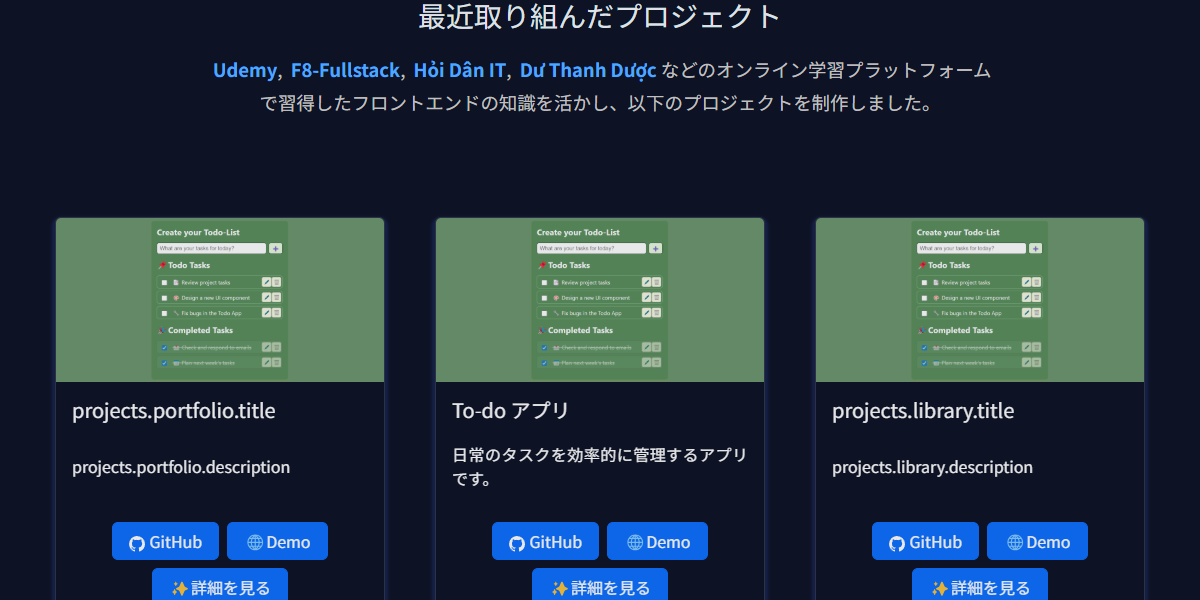 最近取り組んだプロジェクト
Udemy, F8-Fullstack, Hỏi Dân IT, Dư Thanh Dược などのオンライン学習プラットフォーム
で習得したフロントエンドの知識を活かし、以下のプロジェクトを制作しました。
Create your Todo-List
What are your tasks for today?
Todo Tasks
Review project tasks
Design a new UI component
Fix bugs in the Todo App
Completed Tasks
Check and respond to emails
Plan next week's tasks
projects.portfolio.title
projects.portfolio.description
GitHub
Demo
✨詳細を見る
Create your Todo-List
What are your tasks for today?
Todo Tasks
Review project tasks
Design a new UI component
Fix bugs in the Todo App
Completed Tasks
Check and respond to emails
Plan next week's tasks
To-do アプリ
日常のタスクを効率的に管理するアプリ
です。
GitHub
Demo
✨詳細を見る
Create your Todo-List
What are your tasks for today?
Todo Tasks
Review project tasks
Design a new UI component
Fix bugs in the Todo App
Completed Tasks
Check and respond to emails
Plan next week's tasks
projects.library.title
projects.library.description
GitHub
Demo
✨詳細を見る